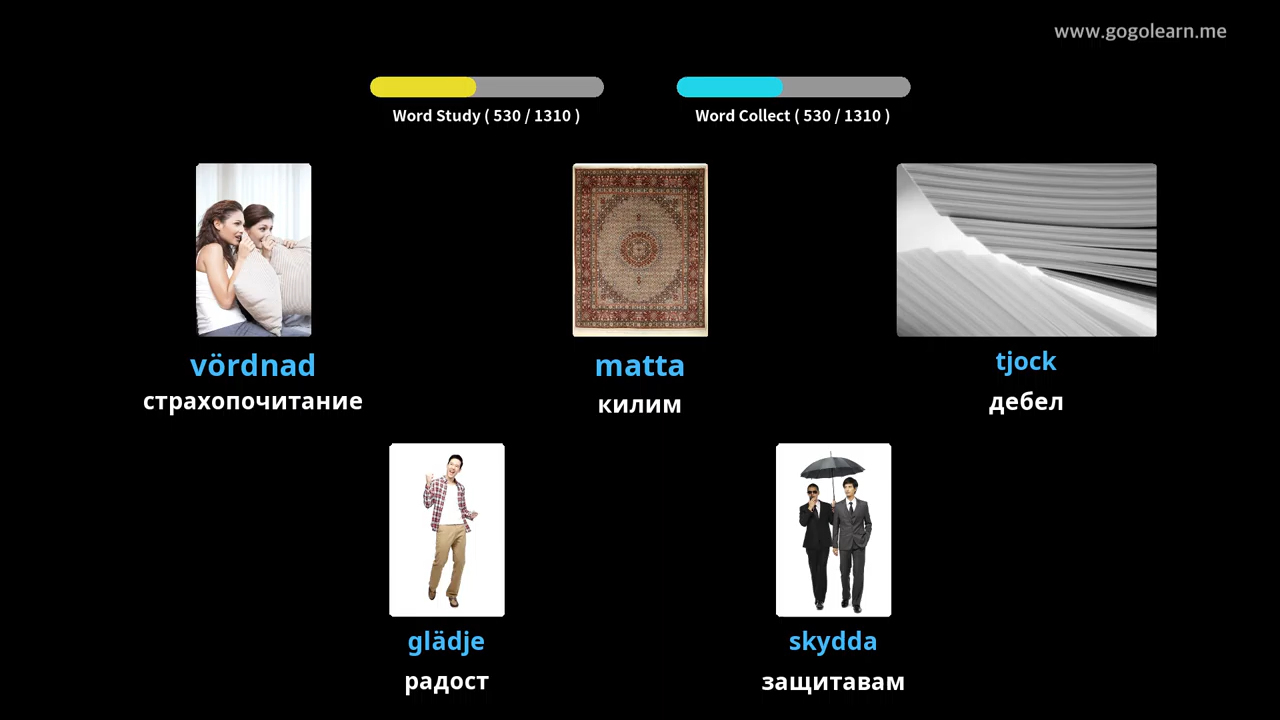 www.gogolearn.me
Word Study ( 530 / 1310 )
Word Collect ( 530 / 1310 )
vördnad
страхопочитание
matta
килим
tjock
дебел
glädje
радост
skydda
защитавам